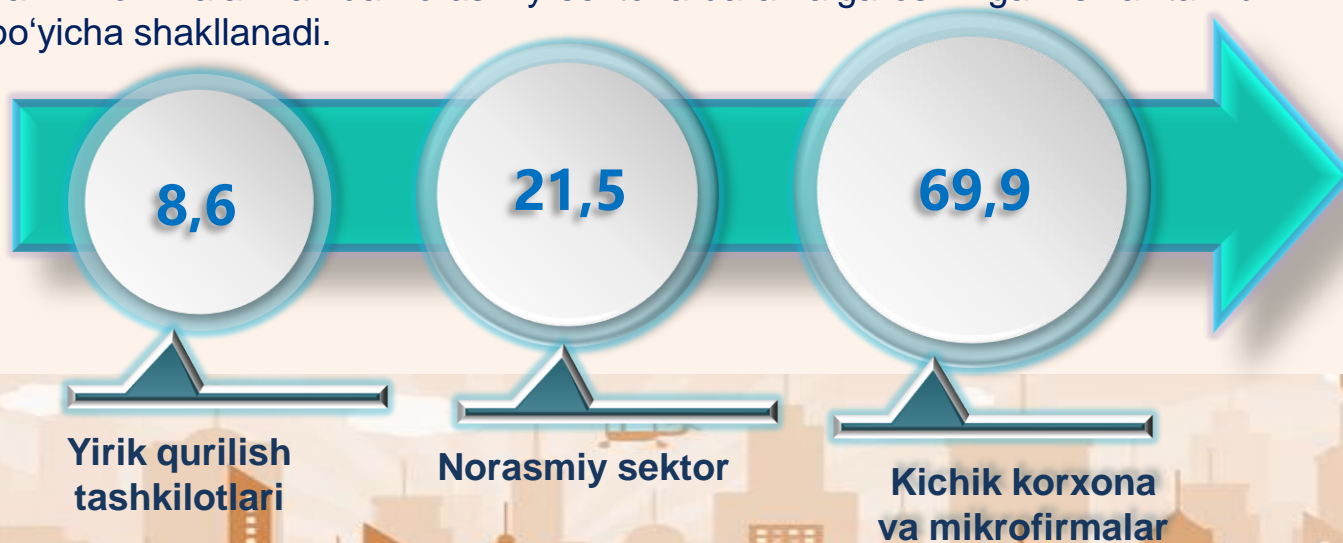 bo‘yicha shakllanadi.
8,6
21,5
69,9
Yirik qurilish
tashkilotlari
Norasmiy sektor
Kichik korxona
va mikrofirmalar